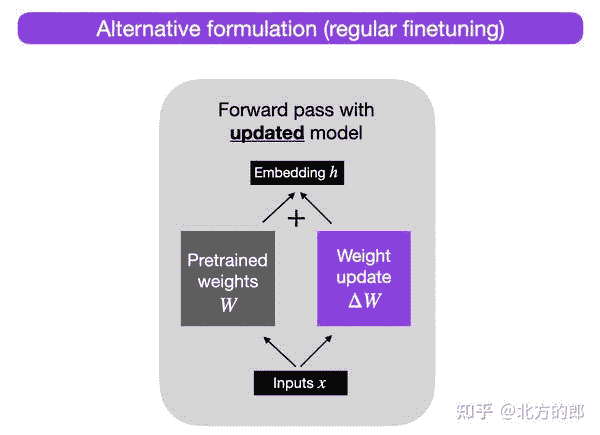 Alternative formulation (regular finetuning)
Forward pass with
updated model
Embedding h
+
Pretrained
weights
W
Weight
update
ΔW
Inputs x
知乎 @北方的郎